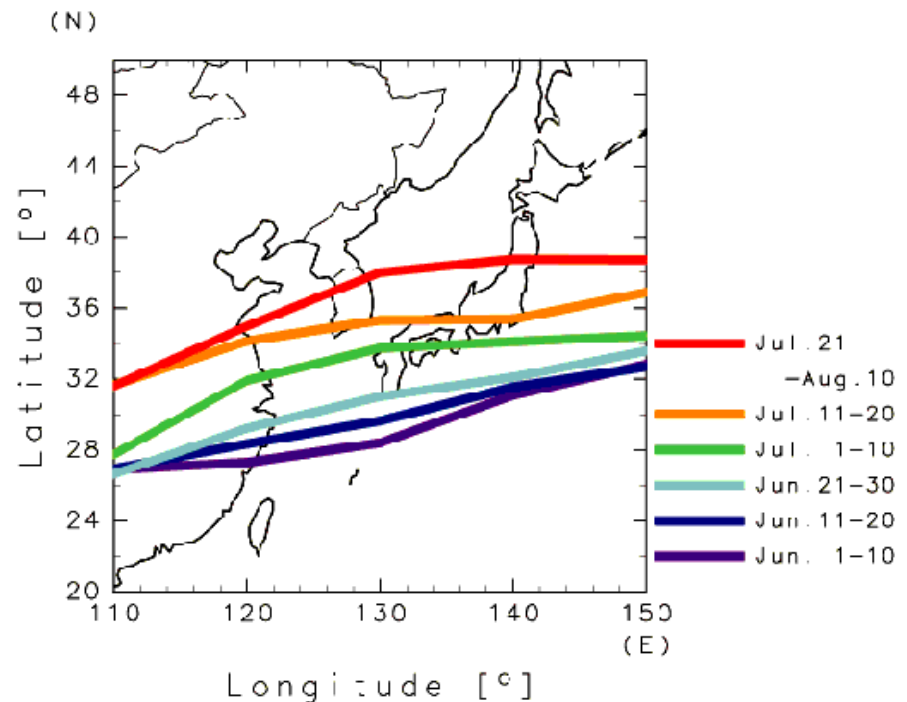 (N)
48
44
40
36
32
28
24
20
Latitude [º]
110 120 130 140 150
(E)
Longitude [º]
Jul.21
-Aug.10
Jul.11-20
Jul. 1-10
Jun.21-30
Jun.11-20
Jun. 1-10